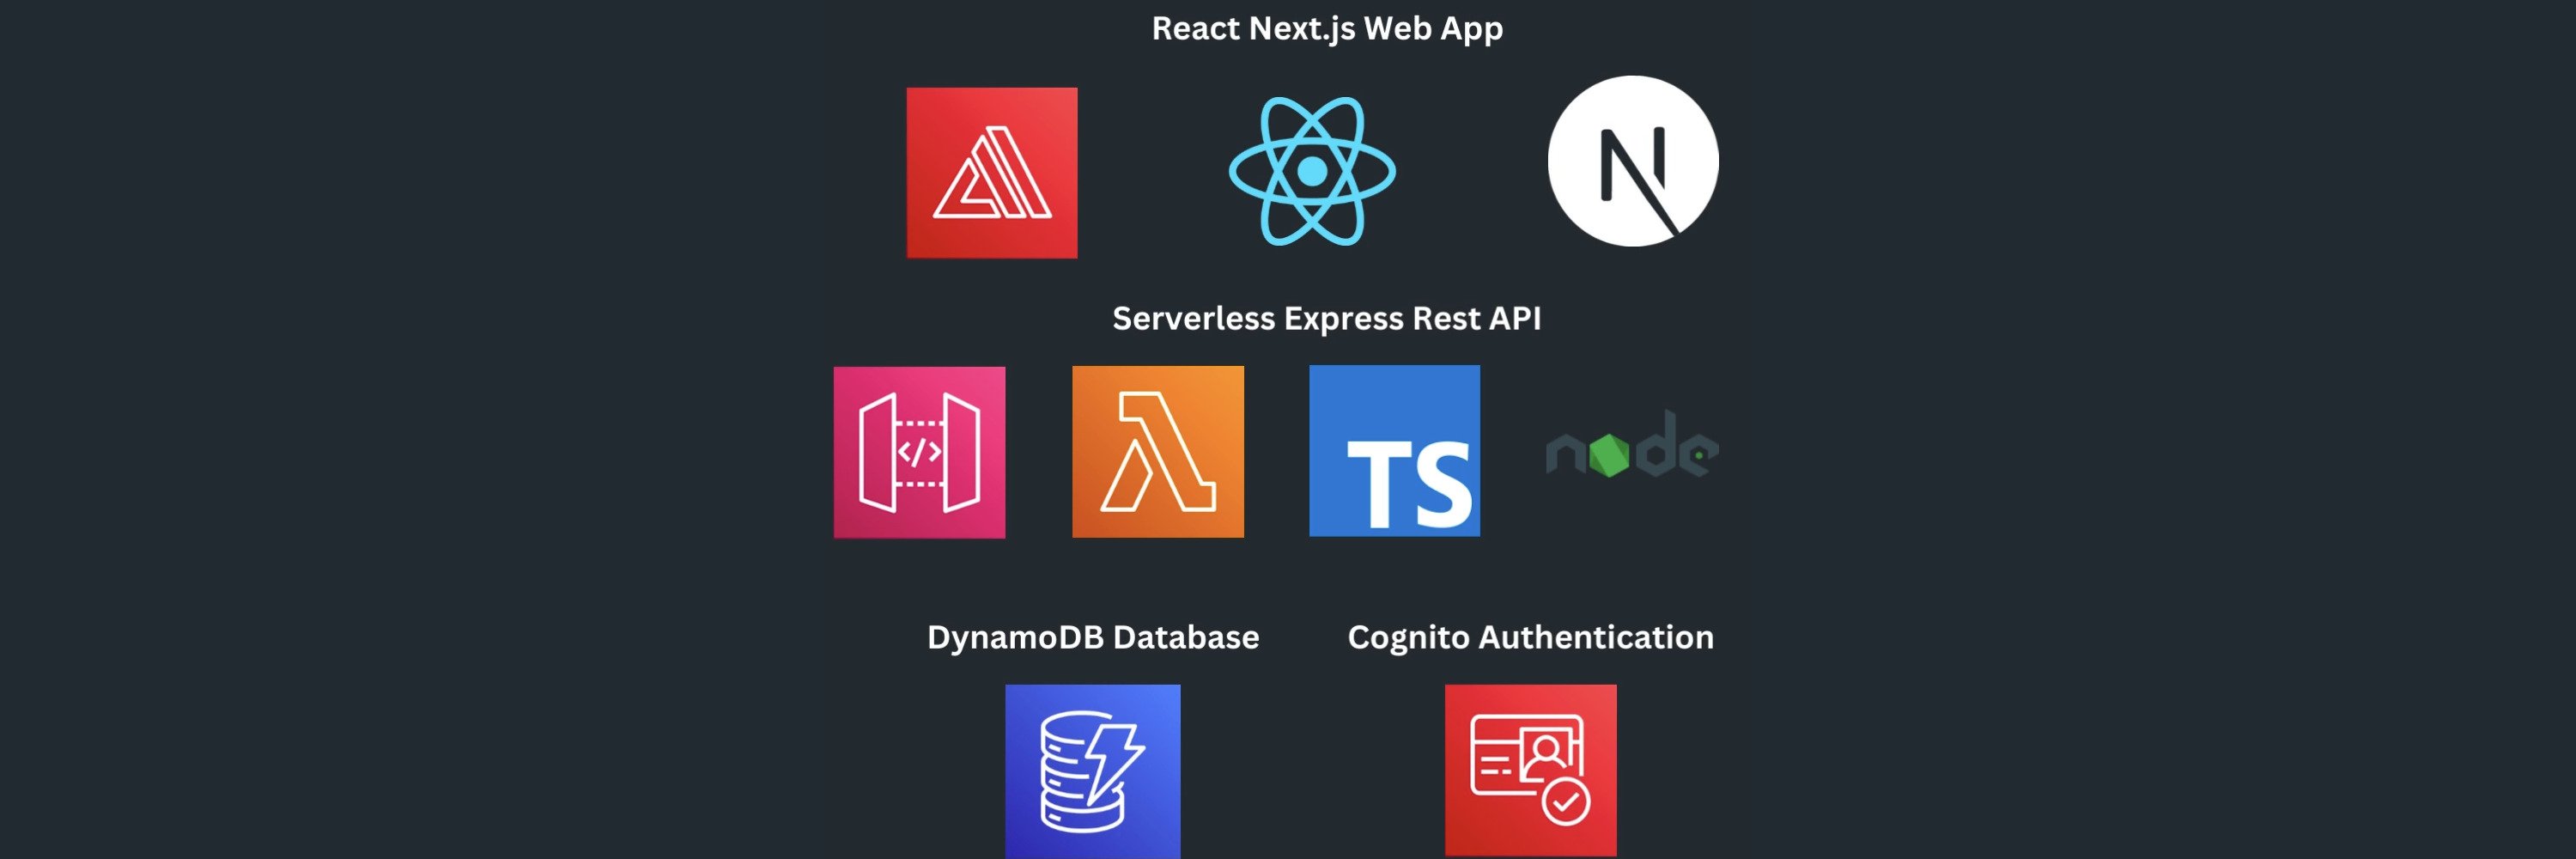 React Next.js Web App
N
Serverless Express Rest API
</>
TS
node
DynamoDB Database
Cognito Authentication